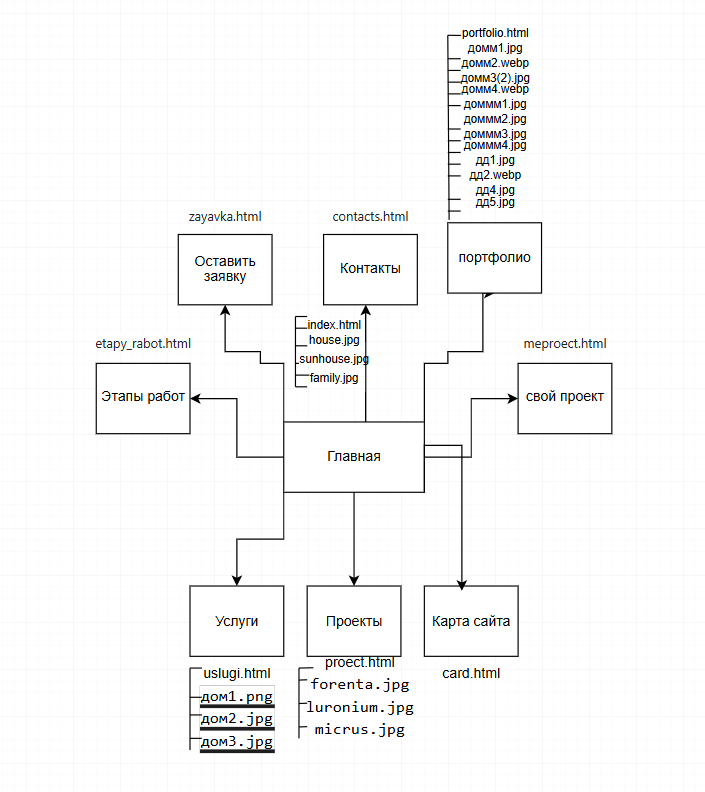 portfolio.html
домм1.jpg
домм2.webp
домм3(2).jpg
домм4.webp
доммм1.jpg
доммм2.jpg
доммм3.jpg
доммм4.jpg
дд1.jpg
дд2.webp
дд4.jpg
дд5.jpg
zayavka.html
contacts.html
Оставить
заявку
Контакты
портфолио
index.html
house.jpg
sunhouse.jpg
family.jpg
etapy_rabot.html
meproect.html
Этапы работ
свой проект
Главная
Услуги
Проекты
Карта сайта
uslugi.html
дом1.png
дом2.jpg
дом3.jpg
proect.html
forenta.jpg
luronium.jpg
micrus.jpg
card.html